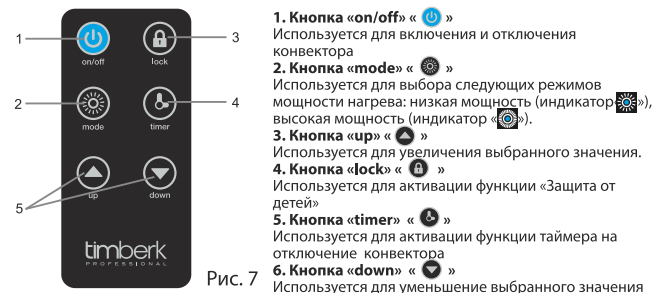 1
on/off
lock
3
2
mode
timer
4
5
up
down
timberk
PROFESSIONAL
Рис. 7
1. Кнопка «on/off» « »
Используется для включения и отключения
конвектора
2. Кнопка «mode» « »
Используется для выбора следующих режимов
мощности нагрева: низкая мощность (индикатор« »),
высокая мощность (индикатор « »).
3. Кнопка «up» « »
Используется для увеличения выбранного значения.
4. Кнопка «lock» « »
Используется для активации функции «Защита от
детей»
5. Кнопка «timer» « »
Используется для активации функции таймера на
отключение конвектора
6. Кнопка «down» « »
Используется для уменьшение выбранного значения